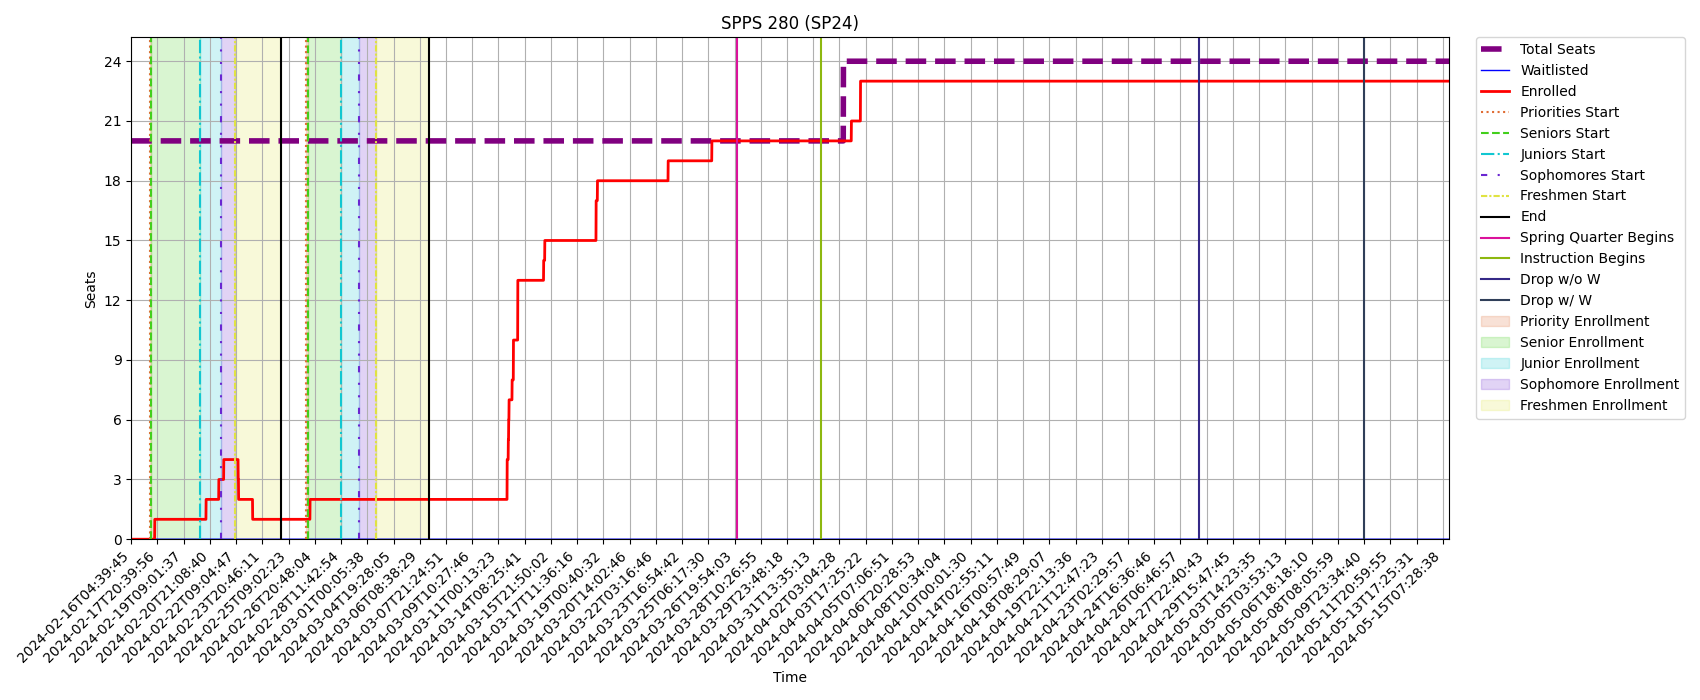 SPPS 280 (SP24)
Seats
24
21
18
15
12
9
6
3
0
2024-02-16T04:39:45
2024-02-17T20:39:56
2024-02-19T09:01:37
2024-02-20T21:08:40
2024-02-22T09:04:47
2024-02-23T20:46:11
2024-02-25T09:02:23
2024-02-26T20:48:04
2024-02-28T11:42:54
2024-03-01T00:05:38
2024-03-04T19:28:05
2024-03-06T08:38:29
2024-03-07T21:24:51
2024-03-09T10:27:46
2024-03-11T00:13:23
2024-03-14T08:25:41
2024-03-15T21:50:02
2024-03-17T11:36:16
2024-03-19T00:40:32
2024-03-20T14:02:46
2024-03-22T03:16:46
2024-03-23T16:54:42
2024-03-25T06:17:30
2024-03-26T19:54:03
2024-03-28T10:26:55
2024-03-29T23:48:18
2024-03-31T13:35:13
2024-04-02T03:04:28
2024-04-03T17:25:22
2024-04-05T07:06:51
2024-04-06T20:28:53
2024-04-08T10:34:04
2024-04-10T00:01:30
2024-04-14T02:55:11
2024-04-16T00:57:49
2024-04-18T08:29:07
2024-04-19T22:13:36
2024-04-21T12:47:23
2024-04-23T02:29:57
2024-04-24T16:36:46
2024-04-26T06:46:57
2024-04-27T22:40:43
2024-04-29T15:47:45
2024-05-03T14:23:35
2024-05-05T03:53:13
2024-05-06T18:18:10
2024-05-08T08:05:59
2024-05-09T23:34:40
2024-05-11T20:59:55
2024-05-13T17:25:31
2024-05-15T07:28:38
Time
Total Seats
Waitlisted
Enrolled
Priorities Start
Seniors Start
Juniors Start
Sophomores Start
Freshmen Start
End
Spring Quarter Begins
Instruction Begins
Drop w/o W
Drop w/ W
Priority Enrollment
Senior Enrollment
Junior Enrollment
Sophomore Enrollment
Freshmen Enrollment